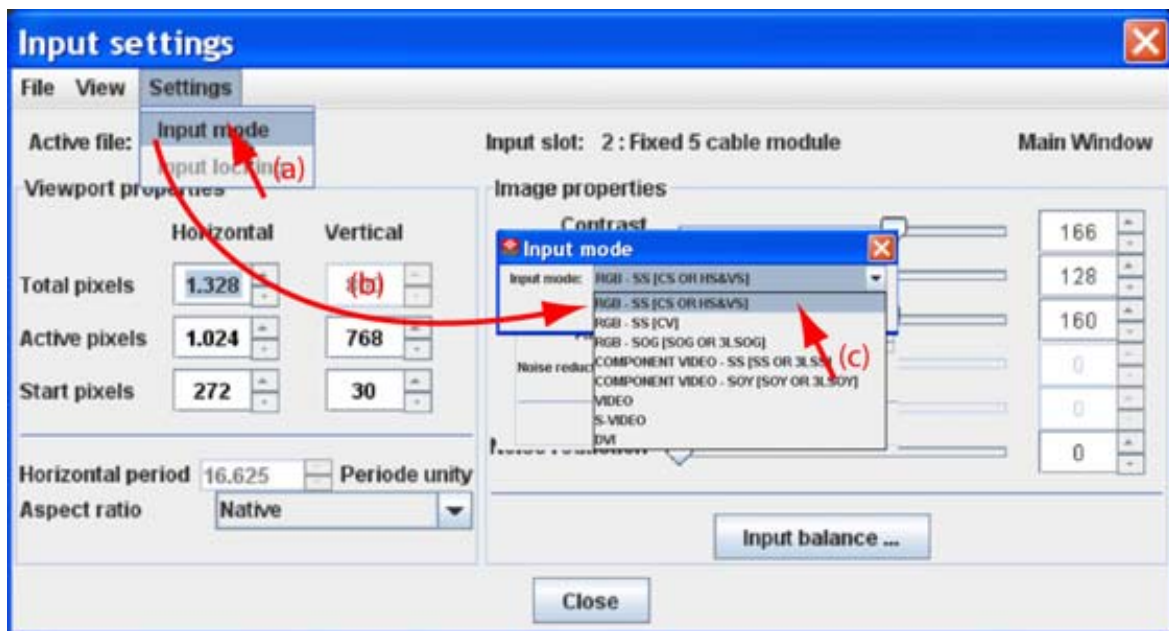 Input settings
File View Settings
Input mode
Active file:
Input slot: 2 : Fixed 5 cable module
Main Window
(a)
Viewport properties
Horizontal Vertical
Total pixels 1.328
(b)
Active pixels 1.024 768
Start pixels 272 30
Horizontal period 16.625 Periode unity
Aspect ratio Native
Image properties
Contrast 166
128
160
0
0
0
Input mode
Input mode: RGB - SS [CS OR HS&VS]
RGB - SS [CS OR HS&VS]
RGB - SS [CV]
RGB - SOG [SOG OR 3LSOG]
COMPONENT VIDEO - SS [SS OR 3LSS]
COMPONENT VIDEO - SOY [SOY OR 3LSOY]
VIDEO
S-VIDEO
DVI
(c)
Input balance ...
Close